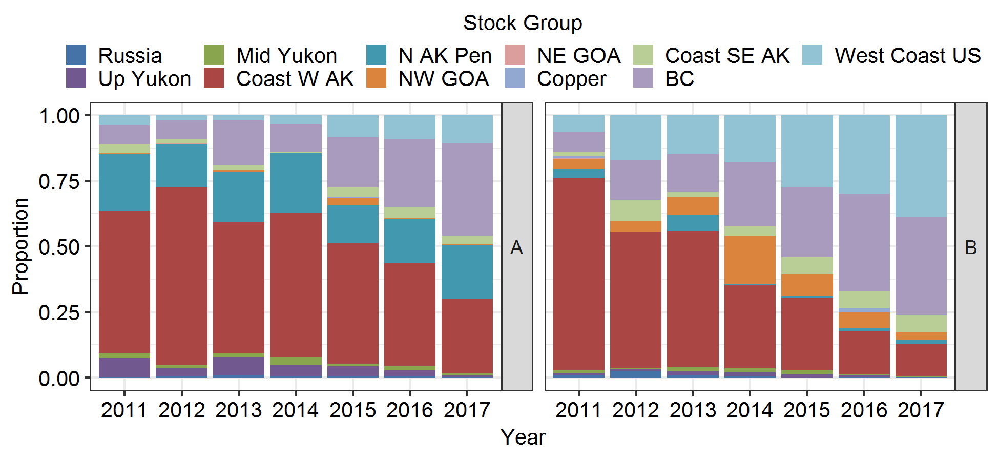 Stock Group
Russia Mid Yukon N AK Pen NE GOA Coast SE AK West Coast US
Up Yukon Coast W AK NW GOA Copper BC
1.00
0.75
0.50
0.25
0.00
Proportion
A
B
2011 2012 2013 2014 2015 2016 2017 2011 2012 2013 2014 2015 2016 2017
Year